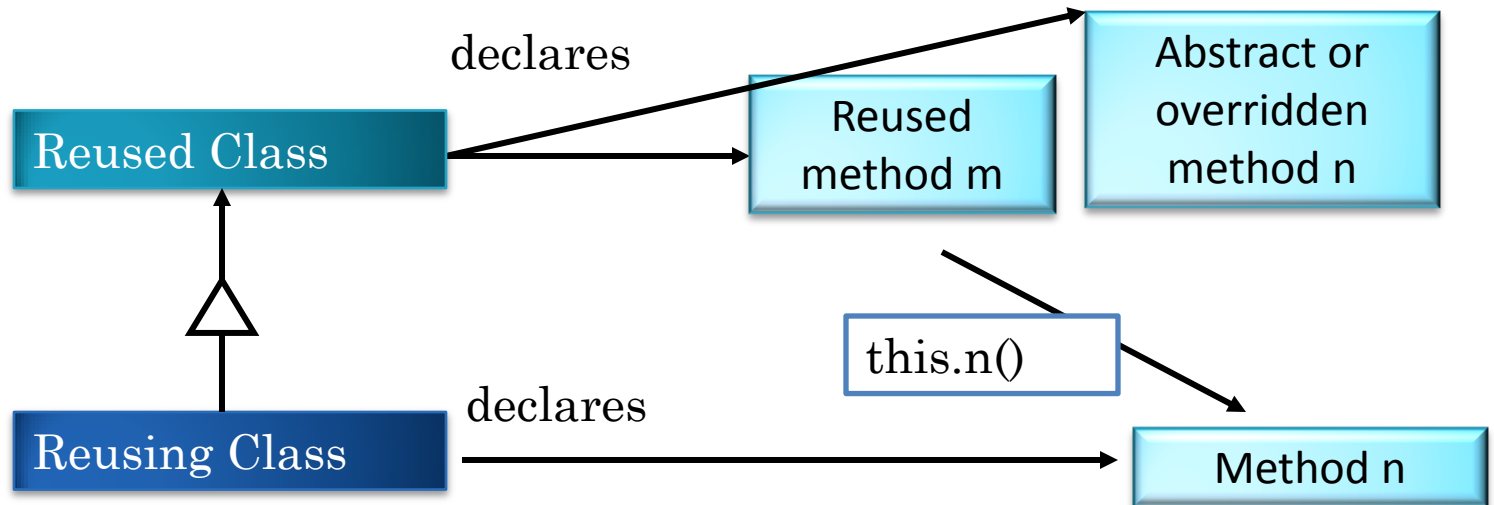 declares
Reused Class
Reused
method m
Abstract or
overridden
method n
this.n()
declares
Reusing Class
Method n